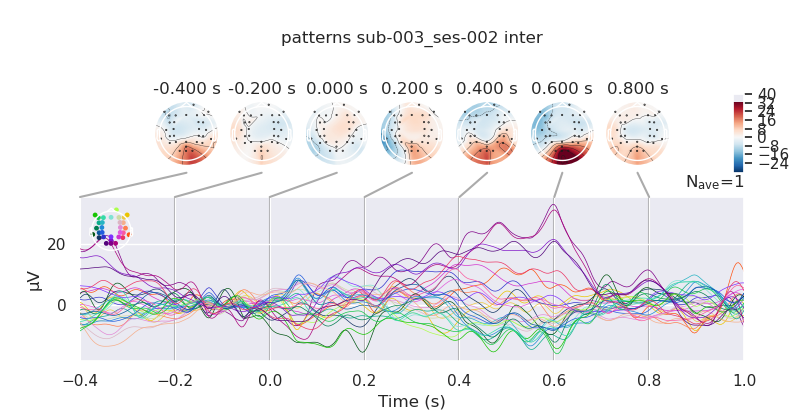 patterns sub-003_ses-002 inter
-0.400 s -0.200 s 0.000 s 0.200 s 0.400 s 0.600 s 0.800 s
40
32
24
16
8
0
−8
−16
−24
Nave=1
20
0
µV
−0.4 −0.2 0.0 0.2 0.4 0.6 0.8 1.0
Time (s)